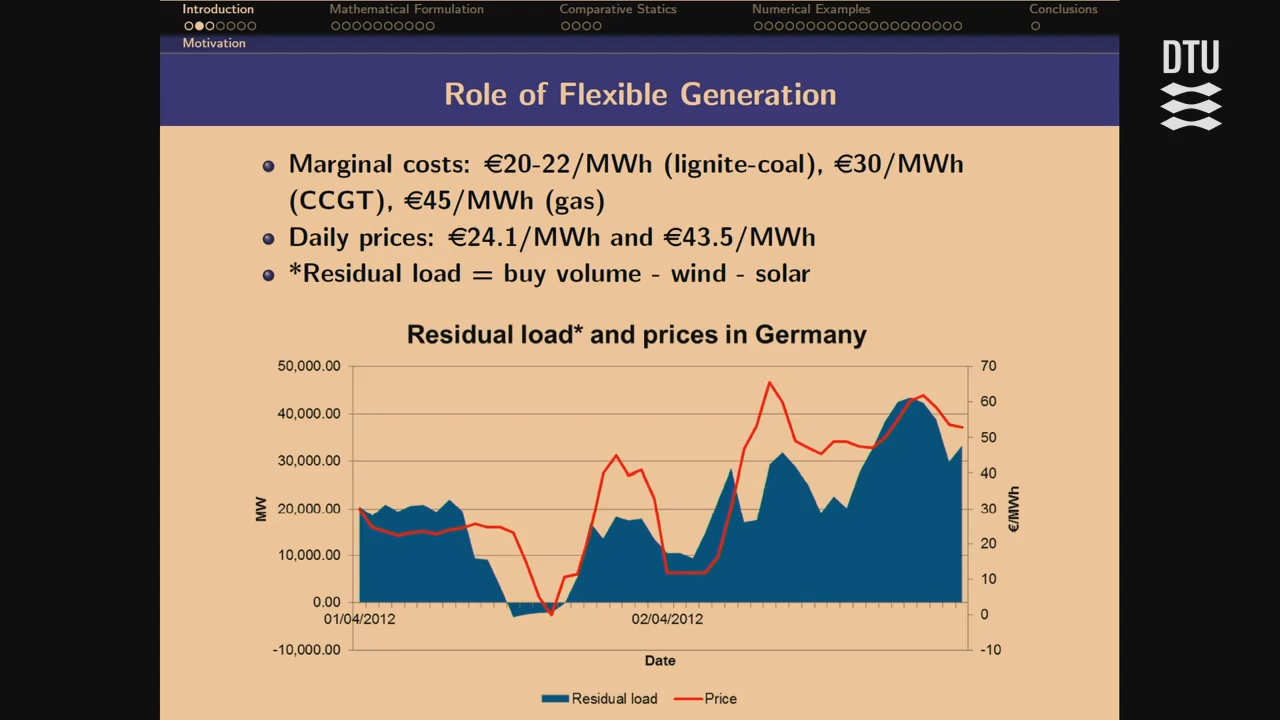 Introduction
Mathematical Formulation
Comparative Statics
Numerical Examples
Conclusions
Motivation
DTU
Role of Flexible Generation
Marginal costs: €20-22/MWh (lignite-coal), €30/MWh
(CCGT), €45/MWh (gas)
Daily prices: €24.1/MWh and €43.5/MWh
*Residual load = buy volume - wind - solar
Residual load* and prices in Germany
50,000.00
40,000.00
30,000.00
20,000.00
10,000.00
0.00
-10,000.00
MW
70
60
50
40
30
20
10
0
-10
€/MWh
01/04/2012
02/04/2012
Date
Residual load
Price